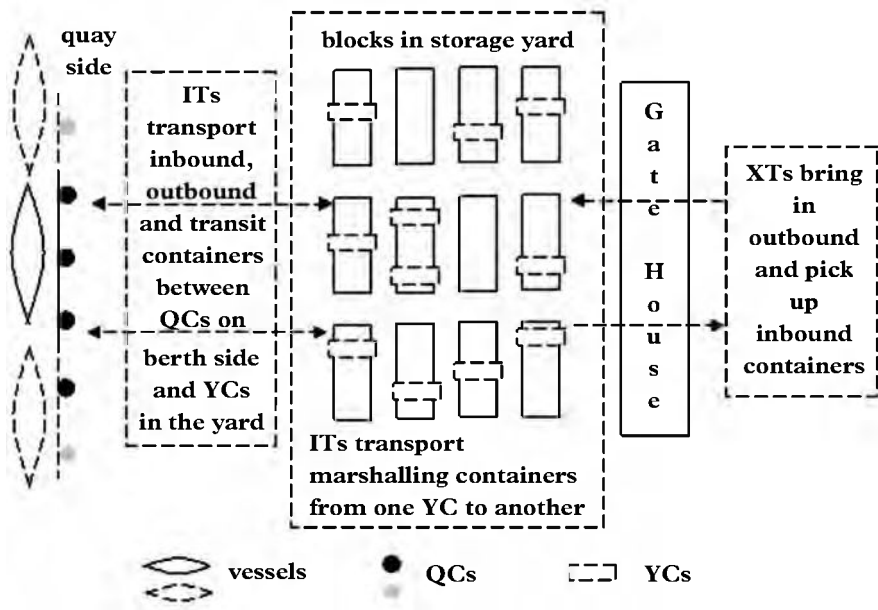 quay
side
ITs
transport
inbound,
outbound
and transit
containers
between
QCs on
berth side
and YCs
in the yard
blocks in storage yard
ITs transport
marshalling containers
from one YC to another
Gate House
XTs bring
in
outbound
and pick
up
inbound
containers
vessels
QCs
YCs